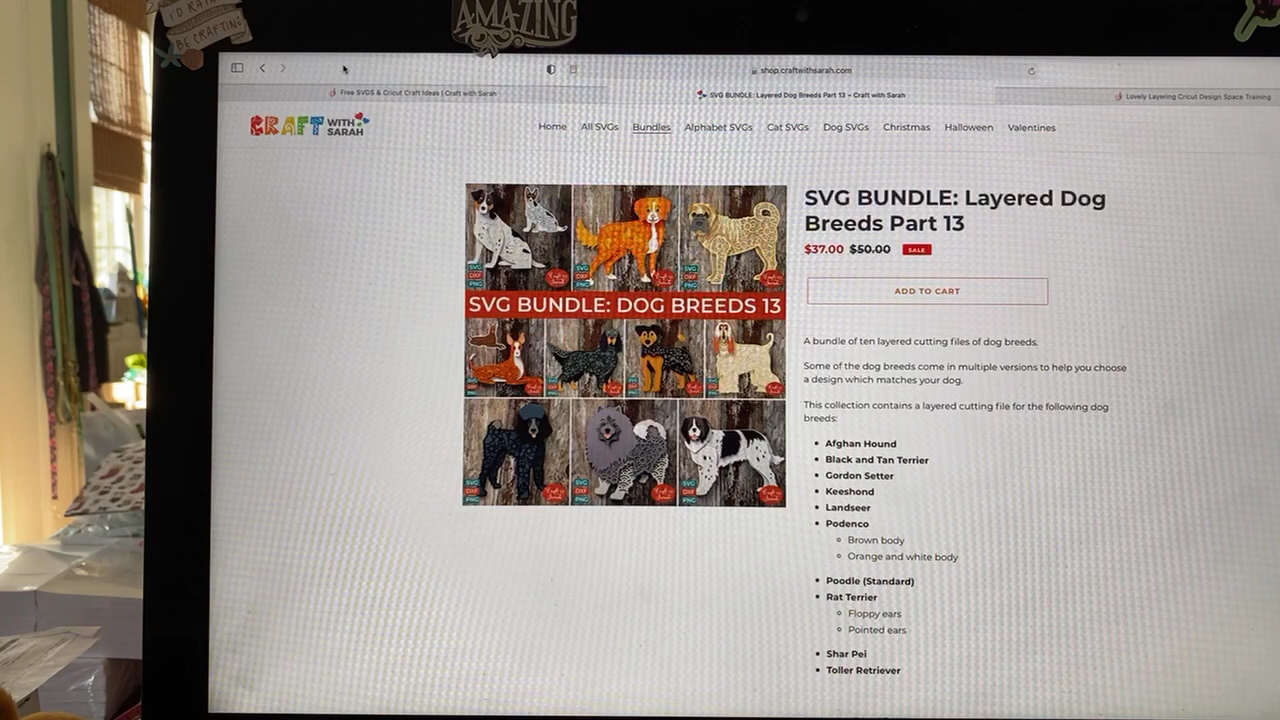 I'D RATHER
BE CRAFTING
AMAZING
shop.craftwithsarah.com
Free SVGS & Cricut Craft Ideas | Craft with Sarah
SVG BUNDLE: Layered Dog Breeds Part 13 – Craft with Sarah
Lovely Layering Cricut Design Space Training
CRAFT WITH SARAH
Home All SVGs Bundles Alphabet SVGs Cat SVGs Dog SVGs Christmas Halloween Valentines
SVG BUNDLE: DOG BREEDS 13
SVG BUNDLE: Layered Dog
Breeds Part 13
$37.00 $50.00 SALE
ADD TO CART
A bundle of ten layered cutting files of dog breeds.
Some of the dog breeds come in multiple versions to help you choose
a design which matches your dog.
This collection contains a layered cutting file for the following dog
breeds:
Afghan Hound
Black and Tan Terrier
Gordon Setter
Keeshond
Landseer
Podenco
Brown body
Orange and white body
Poodle (Standard)
Rat Terrier
Floppy ears
Pointed ears
Shar Pei
Toller Retriever